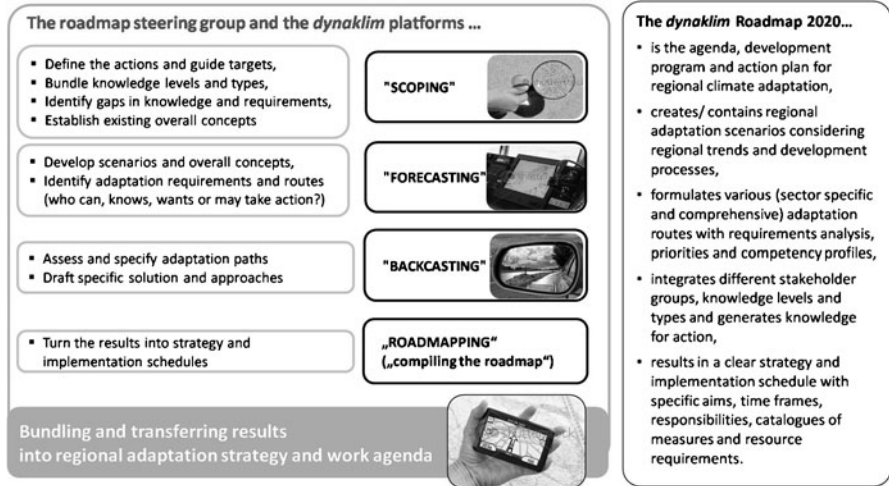 The roadmap steering group and the dynaklim platforms ...
▪ Define the actions and guide targets,
▪ Bundle knowledge levels and types,
▪ Identify gaps in knowledge and requirements,
▪ Establish existing overall concepts
"SCOPING"
▪ Develop scenarios and overall concepts,
▪ Identify adaptation requirements and routes
(who can, knows, wants or may take action?)
"FORECASTING"
▪ Assess and specify adaptation paths
▪ Draft specific solution and approaches
"BACKCASTING"
▪ Turn the results into strategy and
implementation schedules
„ROADMAPPING"
(„compiling the roadmap“)
Bundling and transferring results
into regional adaptation strategy and work agenda
The dynaklim Roadmap 2020...
• is the agenda, development
program and action plan for
regional climate adaptation,
• creates/ contains regional
adaptation scenarios considering
regional trends and development
processes,
• formulates various (sector specific
and comprehensive) adaptation
routes with requirements analysis,
priorities and competency profiles,
• integrates different stakeholder
groups, knowledge levels and
types and generates knowledge
for action,
• results in a clear strategy and
implementation schedule with
specific aims, time frames,
responsibilities, catalogues of
measures and resource
requirements.